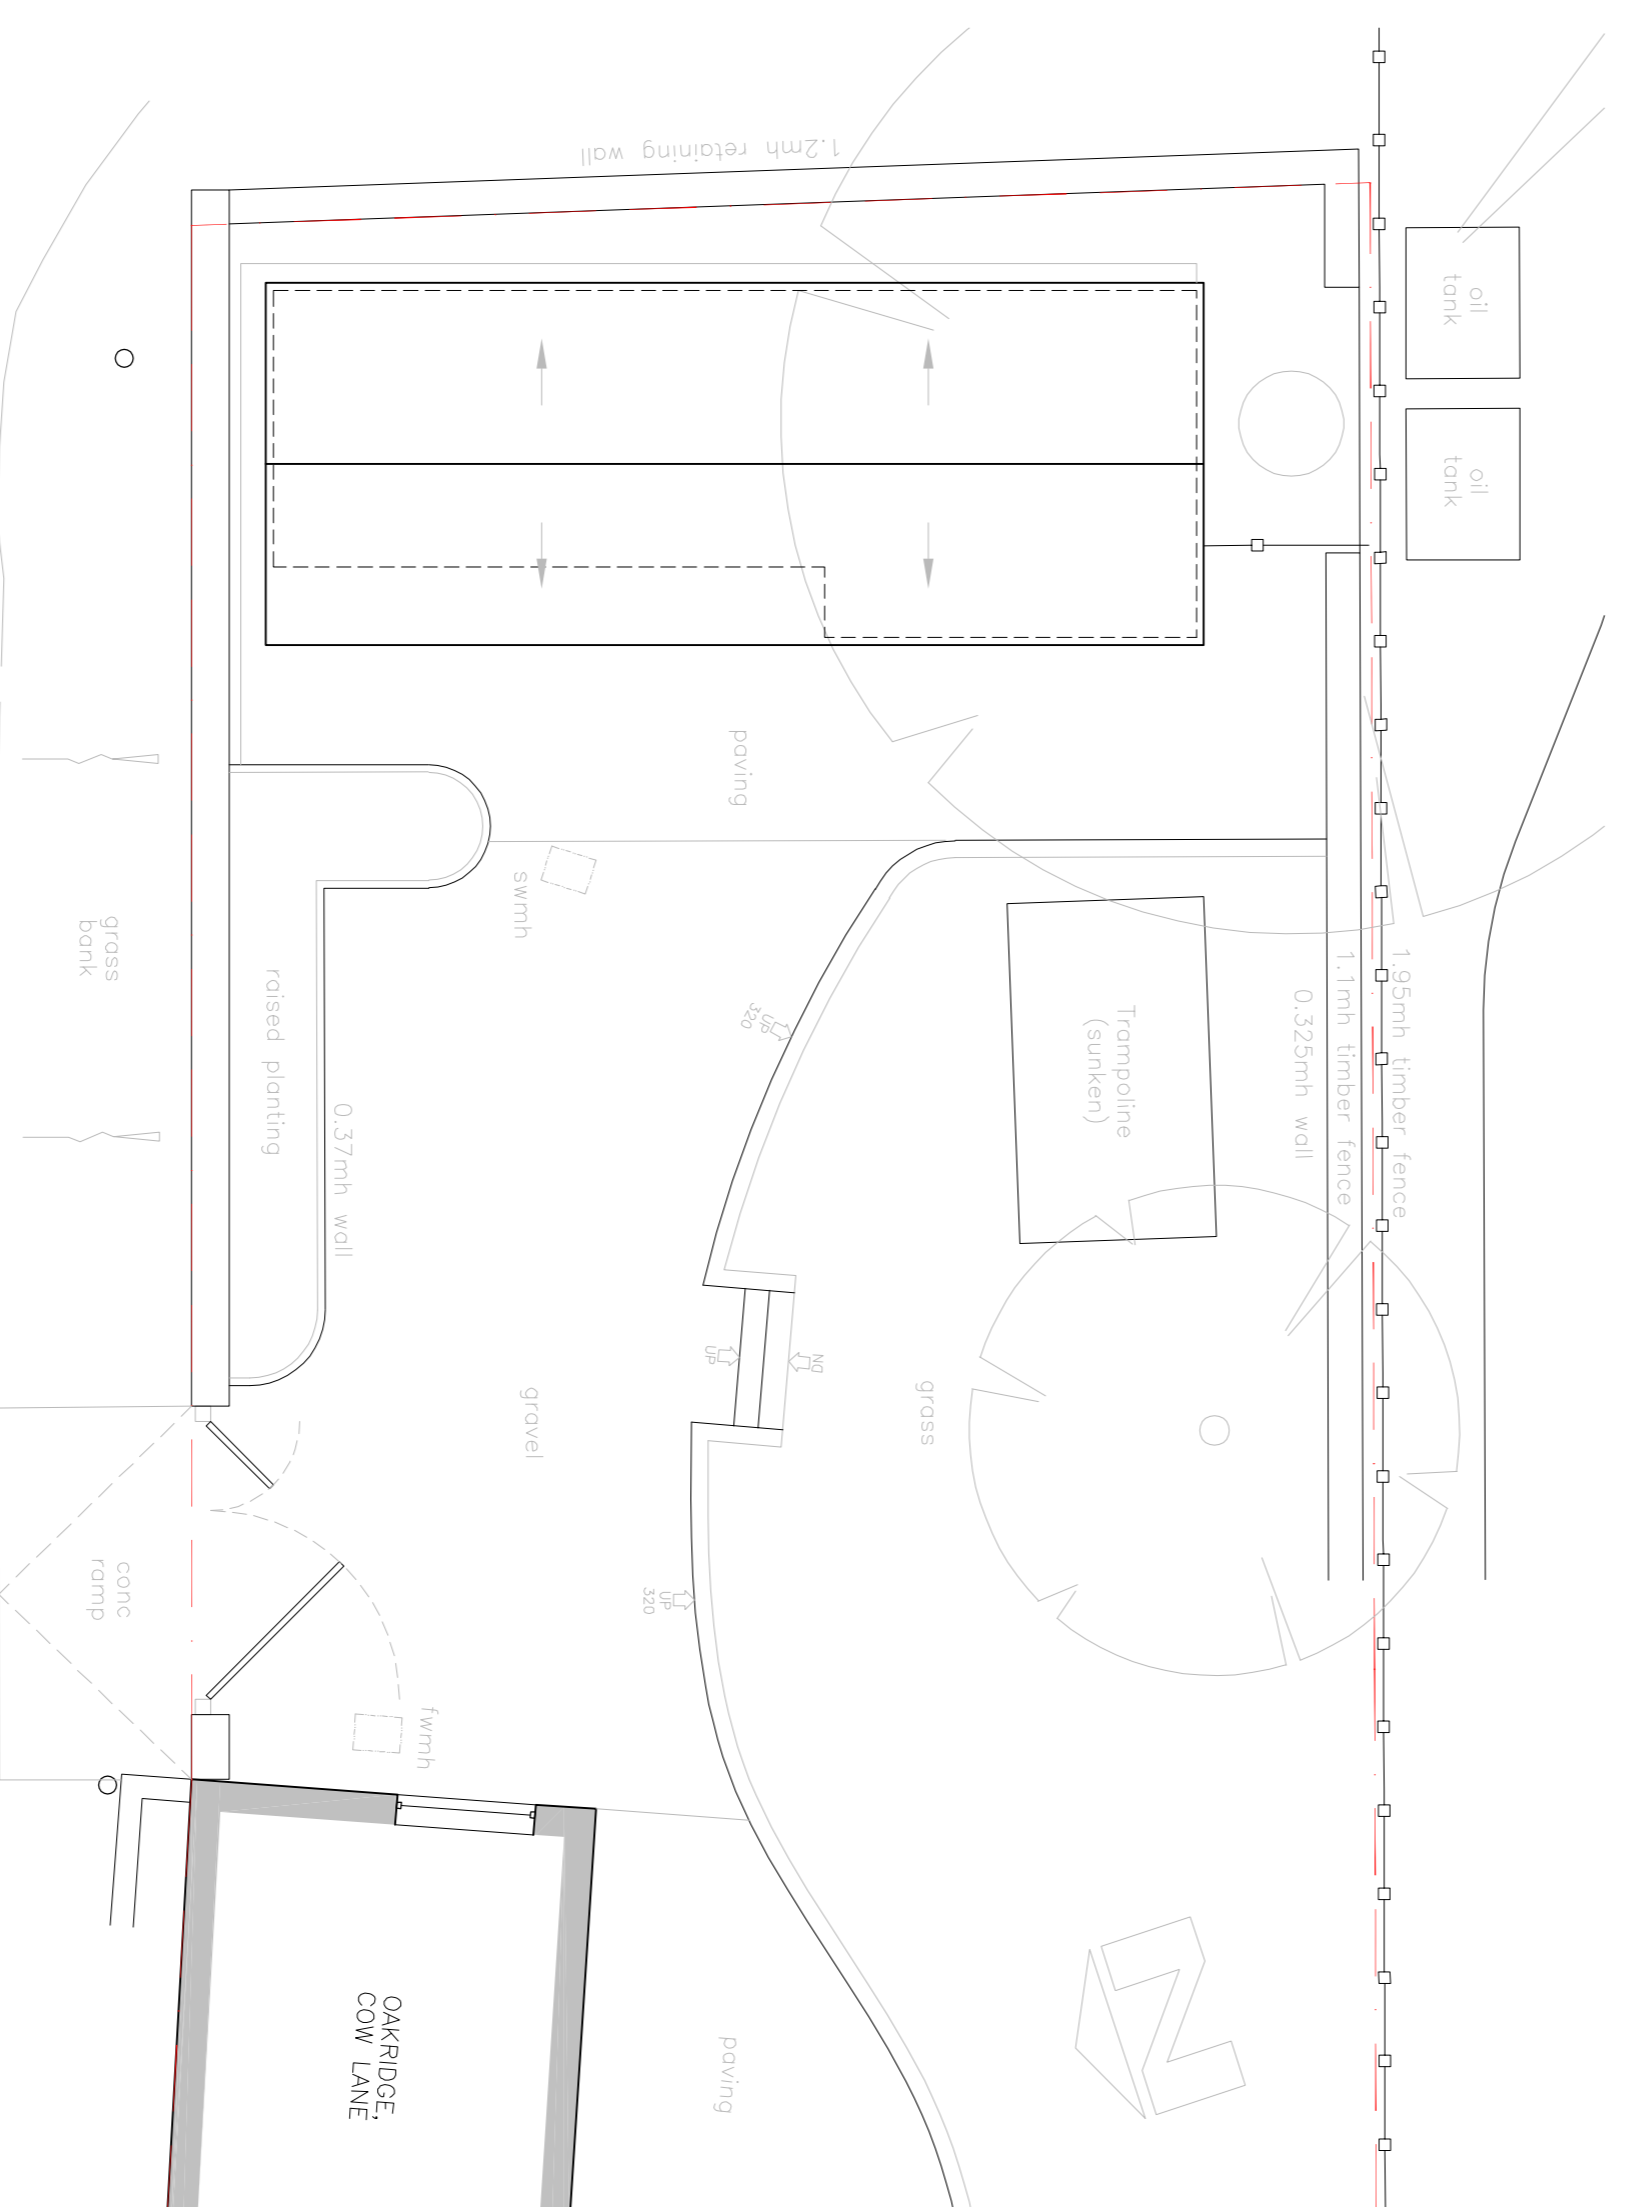 1.2mh retaining wall
oil
tank
oil
tank
paving
swmh
grass
bank
raised planting
0.37mh wall
UP
320
Trampoline
(sunken)
0.325mh wall
1.1mh timber fence
1.95mh timber fence
UP
DN
gravel
grass
conc
ramp
UP
320
fwmh
OAKRIDGE,
COW LANE
paving
N